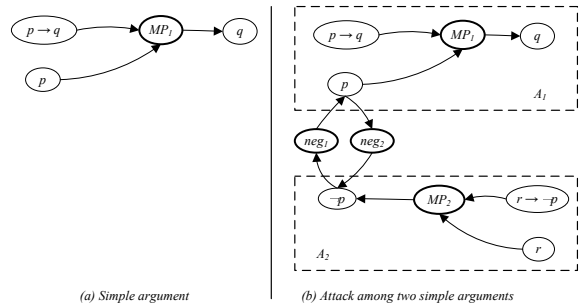 p → q
MP1
q
p
(a) Simple argument
p → q
MP1
q
p
A1
neg1
neg2
¬p
MP2
r → ¬p
r
A2
(b) Attack among two simple arguments